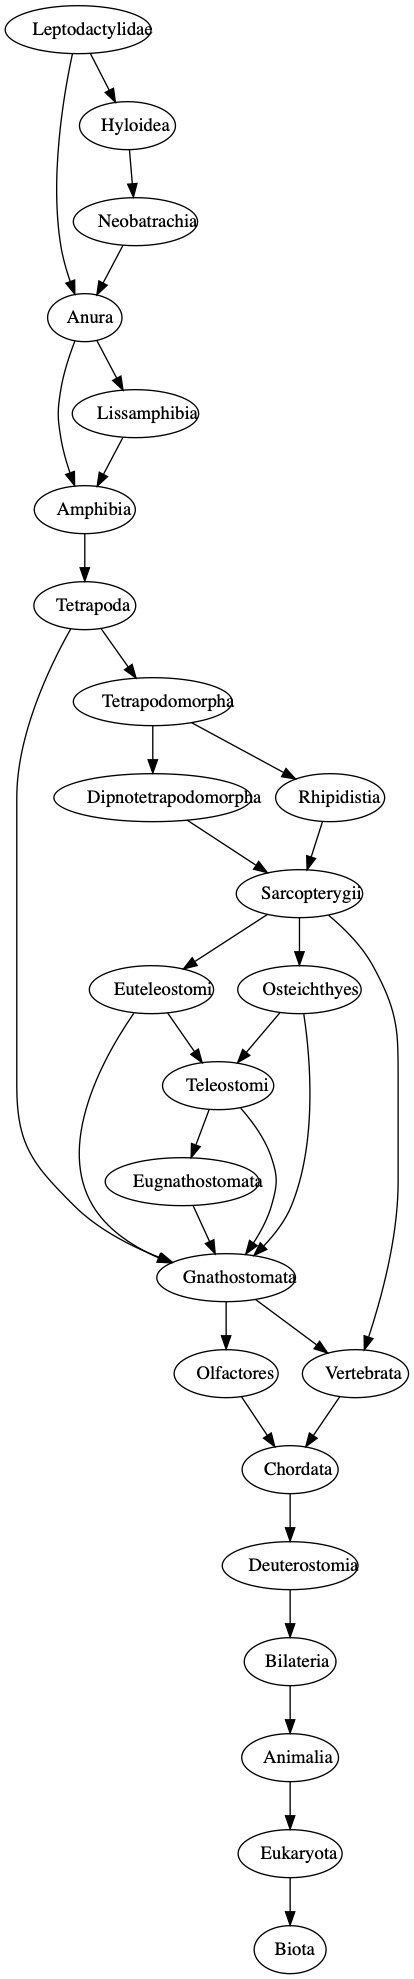 Leptodactylidae
Hyloidea
Neobatrachia
Anura
Lissamphibia
Amphibia
Tetrapoda
Tetrapodomorpha
Dipnotetrapodomorpha
Rhipidistia
Sarcopterygii
Euteleostomi
Osteichthyes
Teleostomi
Eugnathostomata
Gnathostomata
Olfactores
Vertebrata
Chordata
Deuterostomia
Bilateria
Animalia
Eukaryota
Biota